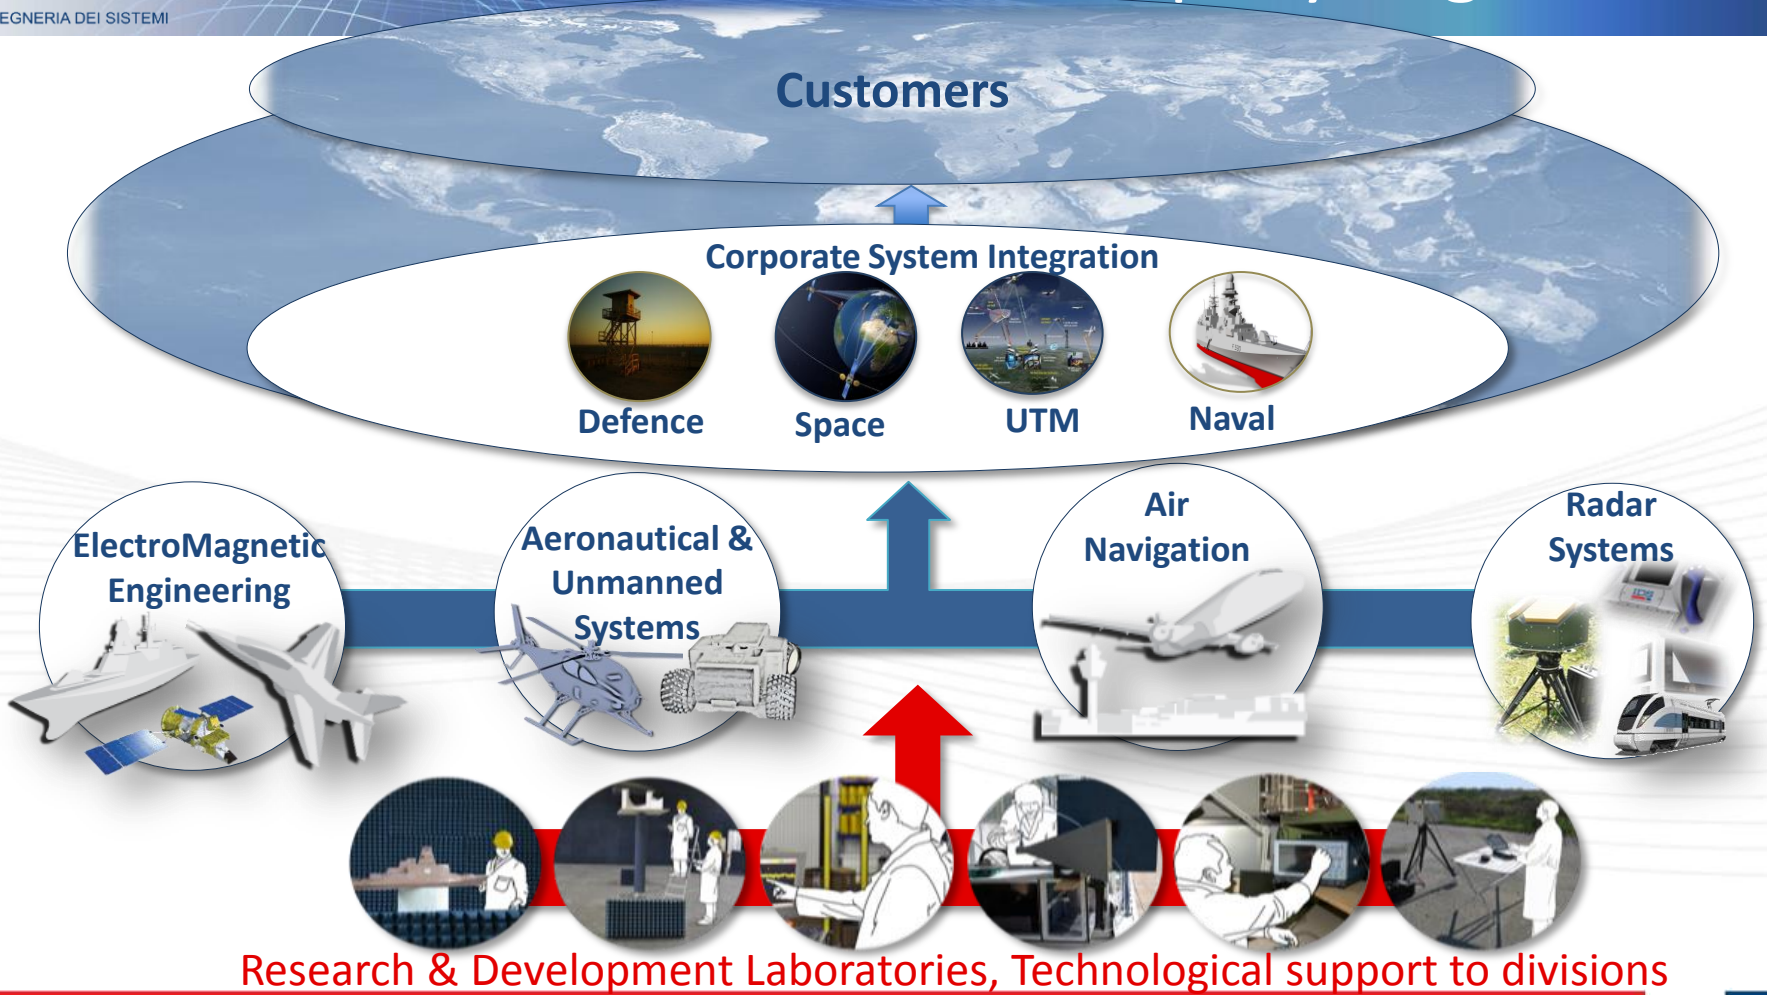 EGNERIA DEI SISTEMI
Customers
Corporate System Integration
Defence
Space
UTM
Naval
ElectroMagnetic
Engineering
Aeronautical &
Unmanned
Systems
Air
Navigation
Radar
Systems
IDS
Research & Development Laboratories, Technological support to divisions